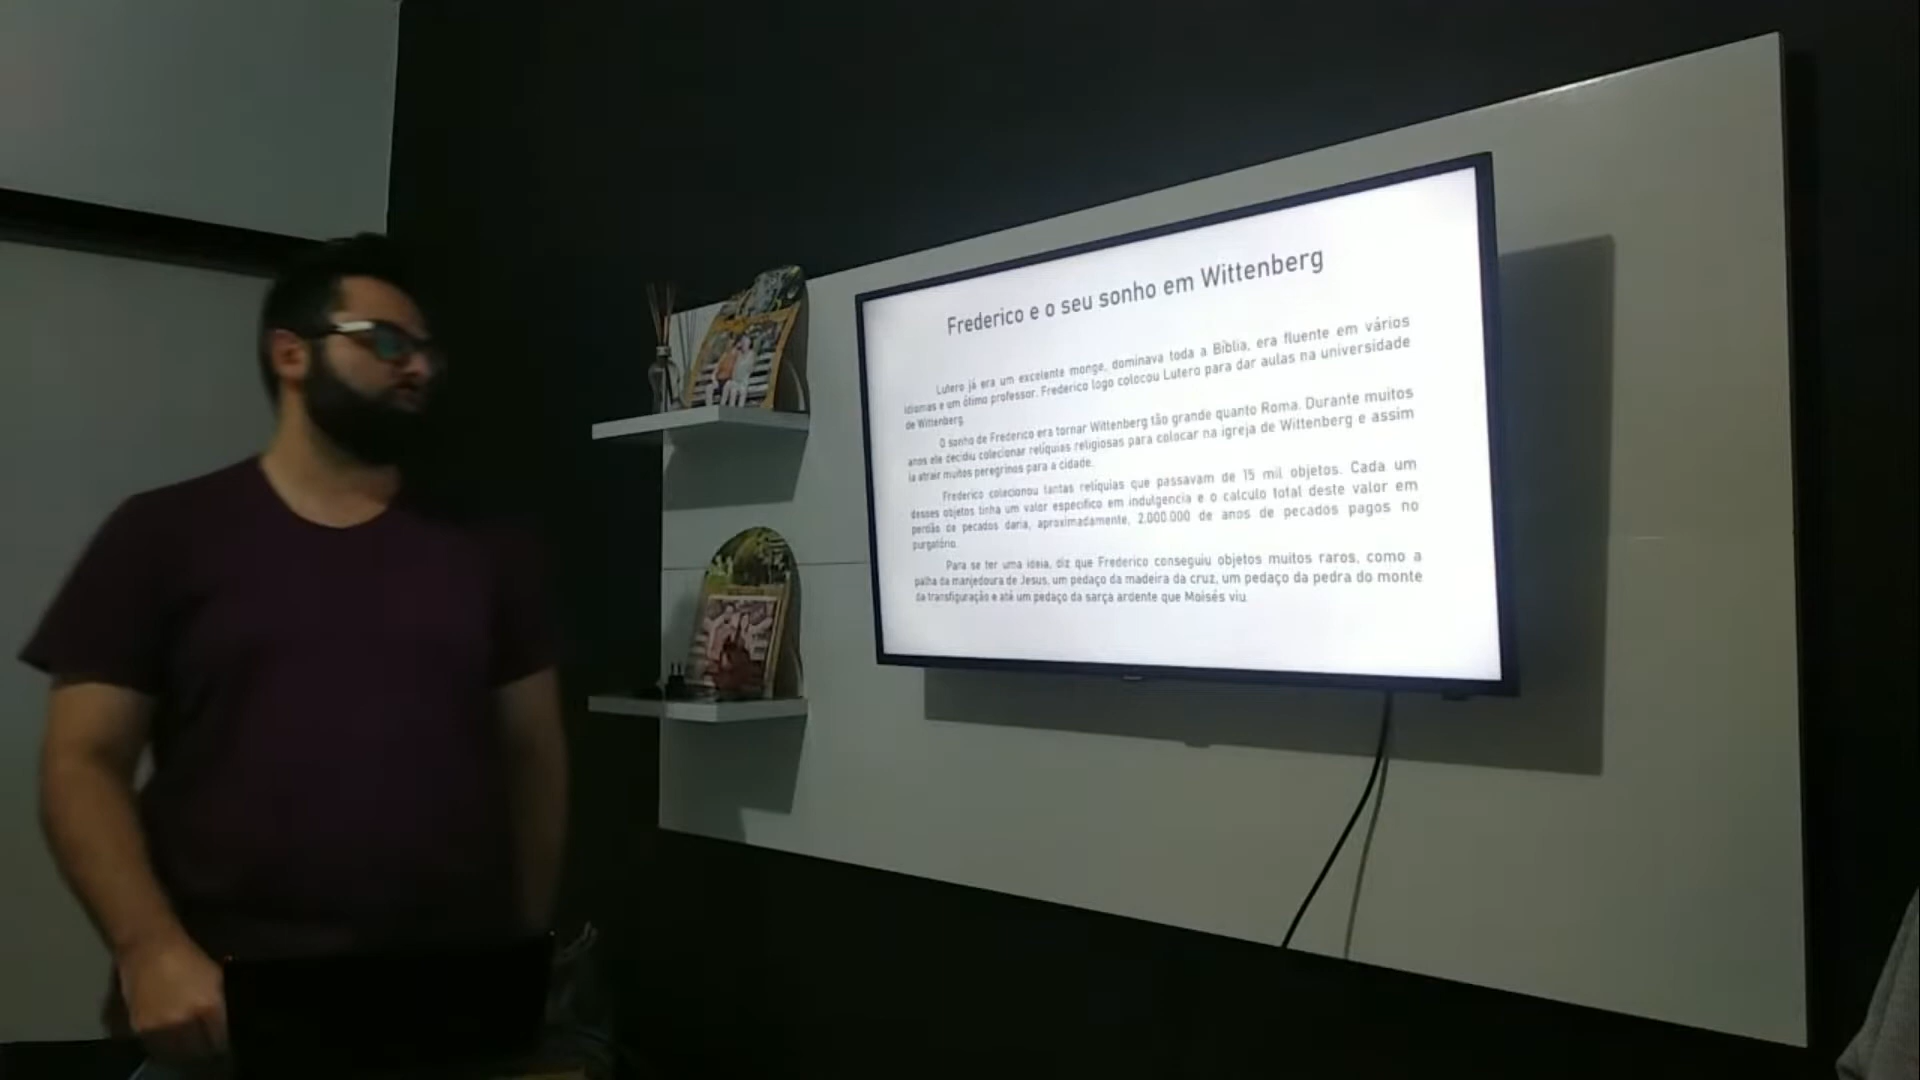 Frederico e o seu sonho em Wittenberg
Lutero já era um excelente monge, dominava toda a Bíblia, era fluente em vários
idiomas e um ótimo professor. Frederico logo colocou Lutero para dar aulas na universidade
de Wittenberg.
O sonho de Frederico era tornar Wittenberg tão grande quanto Roma. Durante muitos
anos ele decidiu colecionar relíquias religiosas para colocar na igreja de Wittenberg e assim
ia atrair muitos peregrinos para a cidade.
Frederico colecionou tantas relíquias que passavam de 15 mil objetos. Cada um
desses objetos tinha um valor específico em indulgencia e o calculo total deste valor em
perdão de pecados daria, aproximadamente, 2.000.000 de anos de pecados pagos no
purgatório.
Para se ter uma ideia, diz que Frederico conseguiu objetos muitos raros, como a
palha da manjedoura de Jesus, um pedaço da madeira da cruz, um pedaço da pedra do monte
da transfiguração e até um pedaço da sarça ardente que Moisés viu.